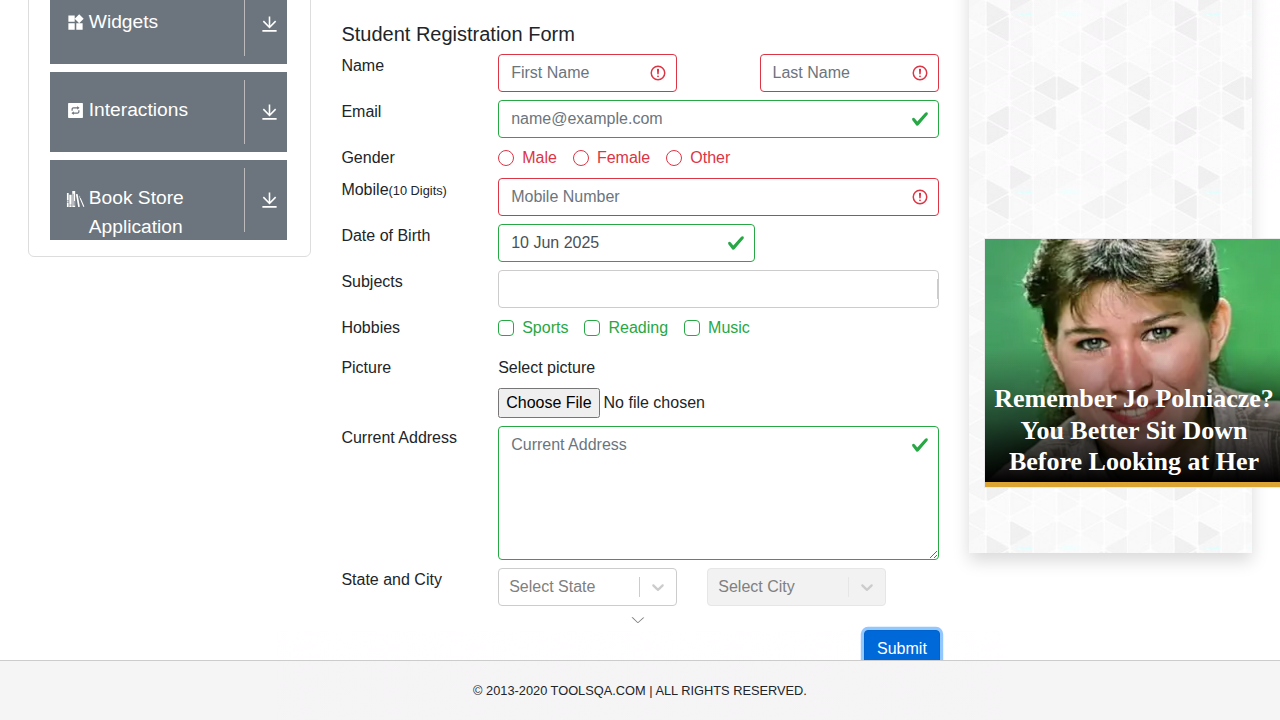 Widgets
Interactions
Book Store
Application
Student Registration Form
Name
First Name
Last Name
Email
name@example.com
Gender
Male
Female
Other
Mobile(10 Digits)
Mobile Number
Date of Birth
10 Jun 2025
Subjects
Hobbies
Sports
Reading
Music
Picture
Select picture
Choose File No file chosen
Current Address
Current Address
State and City
Select State
Select City
Submit
Remember Jo Polniacze?
You Better Sit Down
Before Looking at Her
© 2013-2020 TOOLSQA.COM | ALL RIGHTS RESERVED.